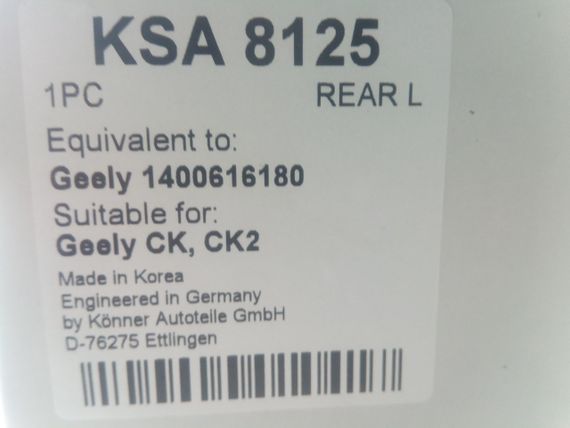 KSA 8125
1PC REAR L
Equivalent to:
Geely 1400616180
Suitable for:
Geely CK, CK2
Made in Korea
Engineered in Germany
by Könner Autoteile GmbH
D-76275 Ettlingen